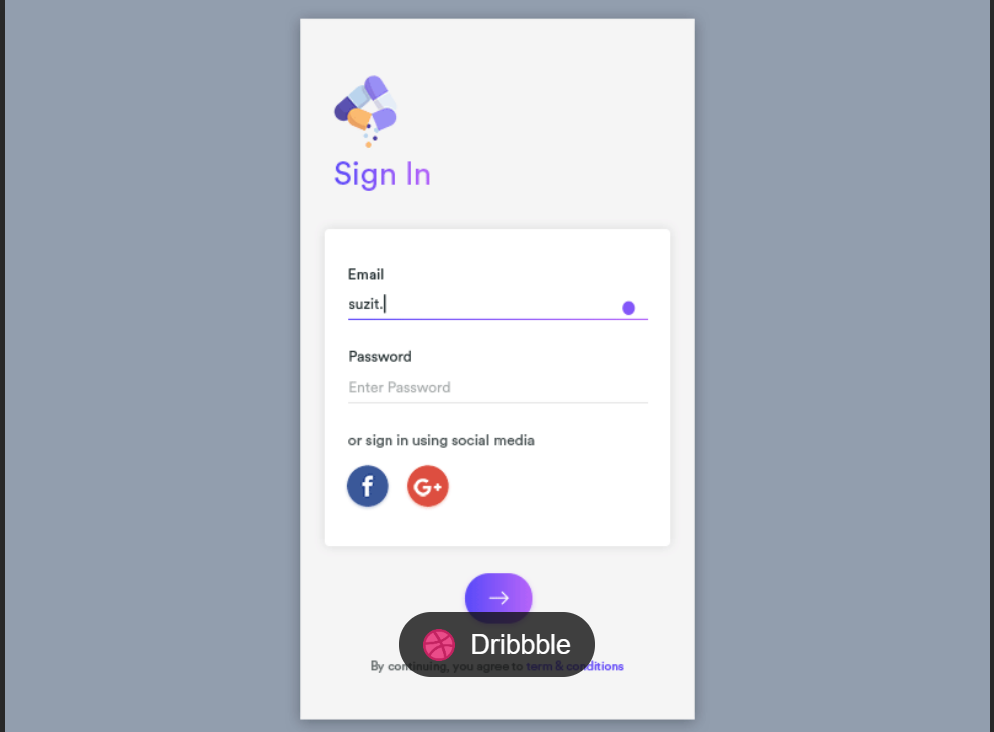 Sign In
Email
suzit.
Password
Enter Password
or sign in using social media
f G+
Dribbble
By continuing, you agree to term & conditions